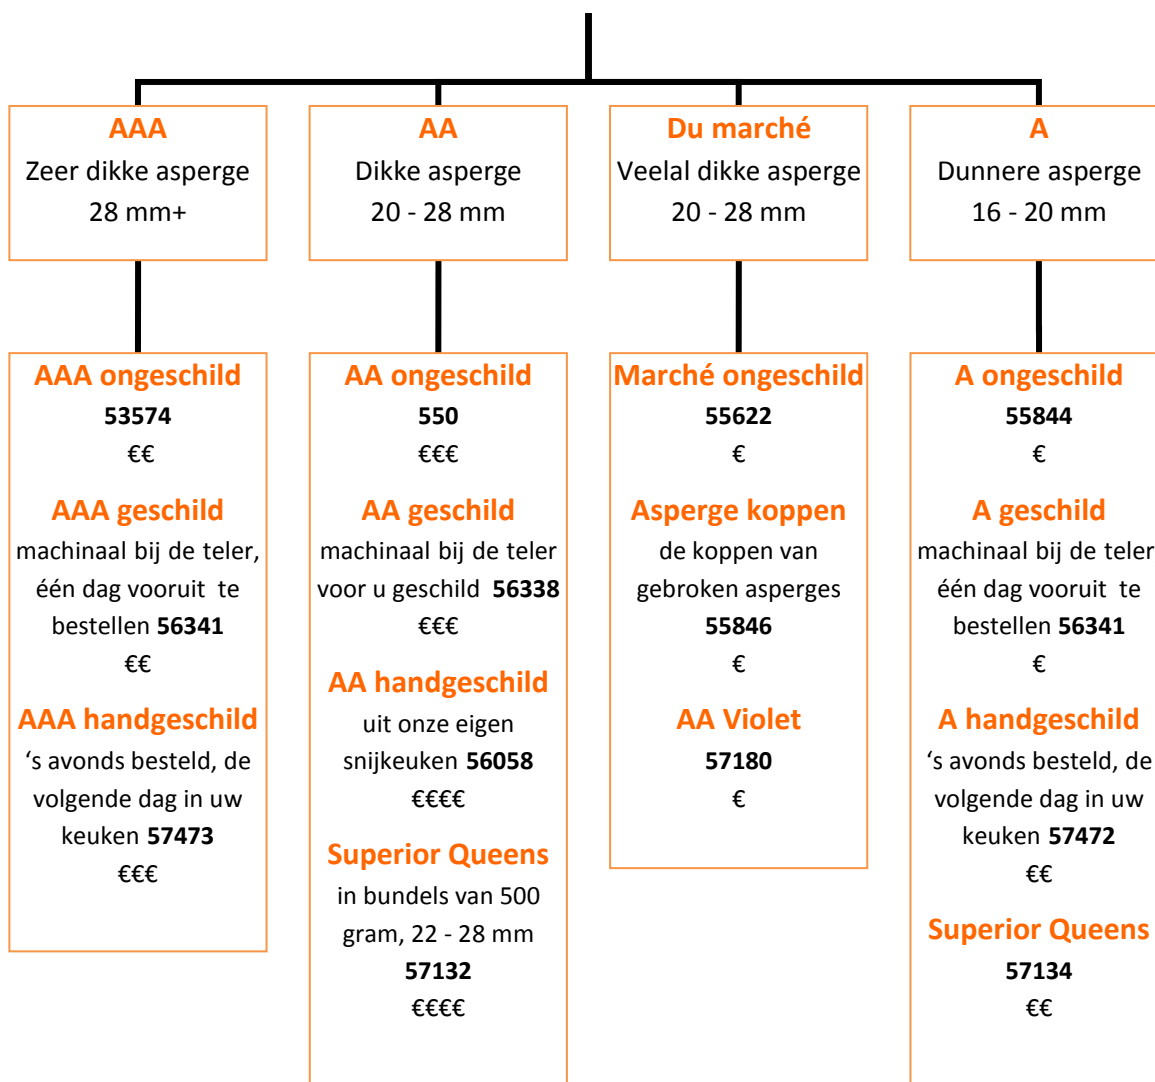 AAA
Zeer dikke asperge
28 mm+
AA
Dikke asperge
20 - 28 mm
Du marché
Veelal dikke asperge
20 - 28 mm
A
Dunnere asperge
16 - 20 mm
AAA ongeschild
53574
€€
AAA geschild
machinaal bij de teler,
één dag vooruit te
bestellen 56341
€€
AAA handgeschild
‘s avonds besteld, de
volgende dag in uw
keuken 57473
€€€
AA ongeschild
550
€€€
AA geschild
machinaal bij de teler
voor u geschild 56338
€€€
AA handgeschild
uit onze eigen
snijkeuken 56058
€€€€
Superior Queens
in bundels van 500
gram, 22 - 28 mm
57132
€€€€
Marché ongeschild
55622
€
Asperge koppen
de koppen van
gebroken asperges
55846
€
AA Violet
57180
€
A ongeschild
55844
€
A geschild
machinaal bij de teler
één dag vooruit te
bestellen 56341
€
A handgeschild
‘s avonds besteld, de
volgende dag in uw
keuken 57472
€€
Superior Queens
57134
€€